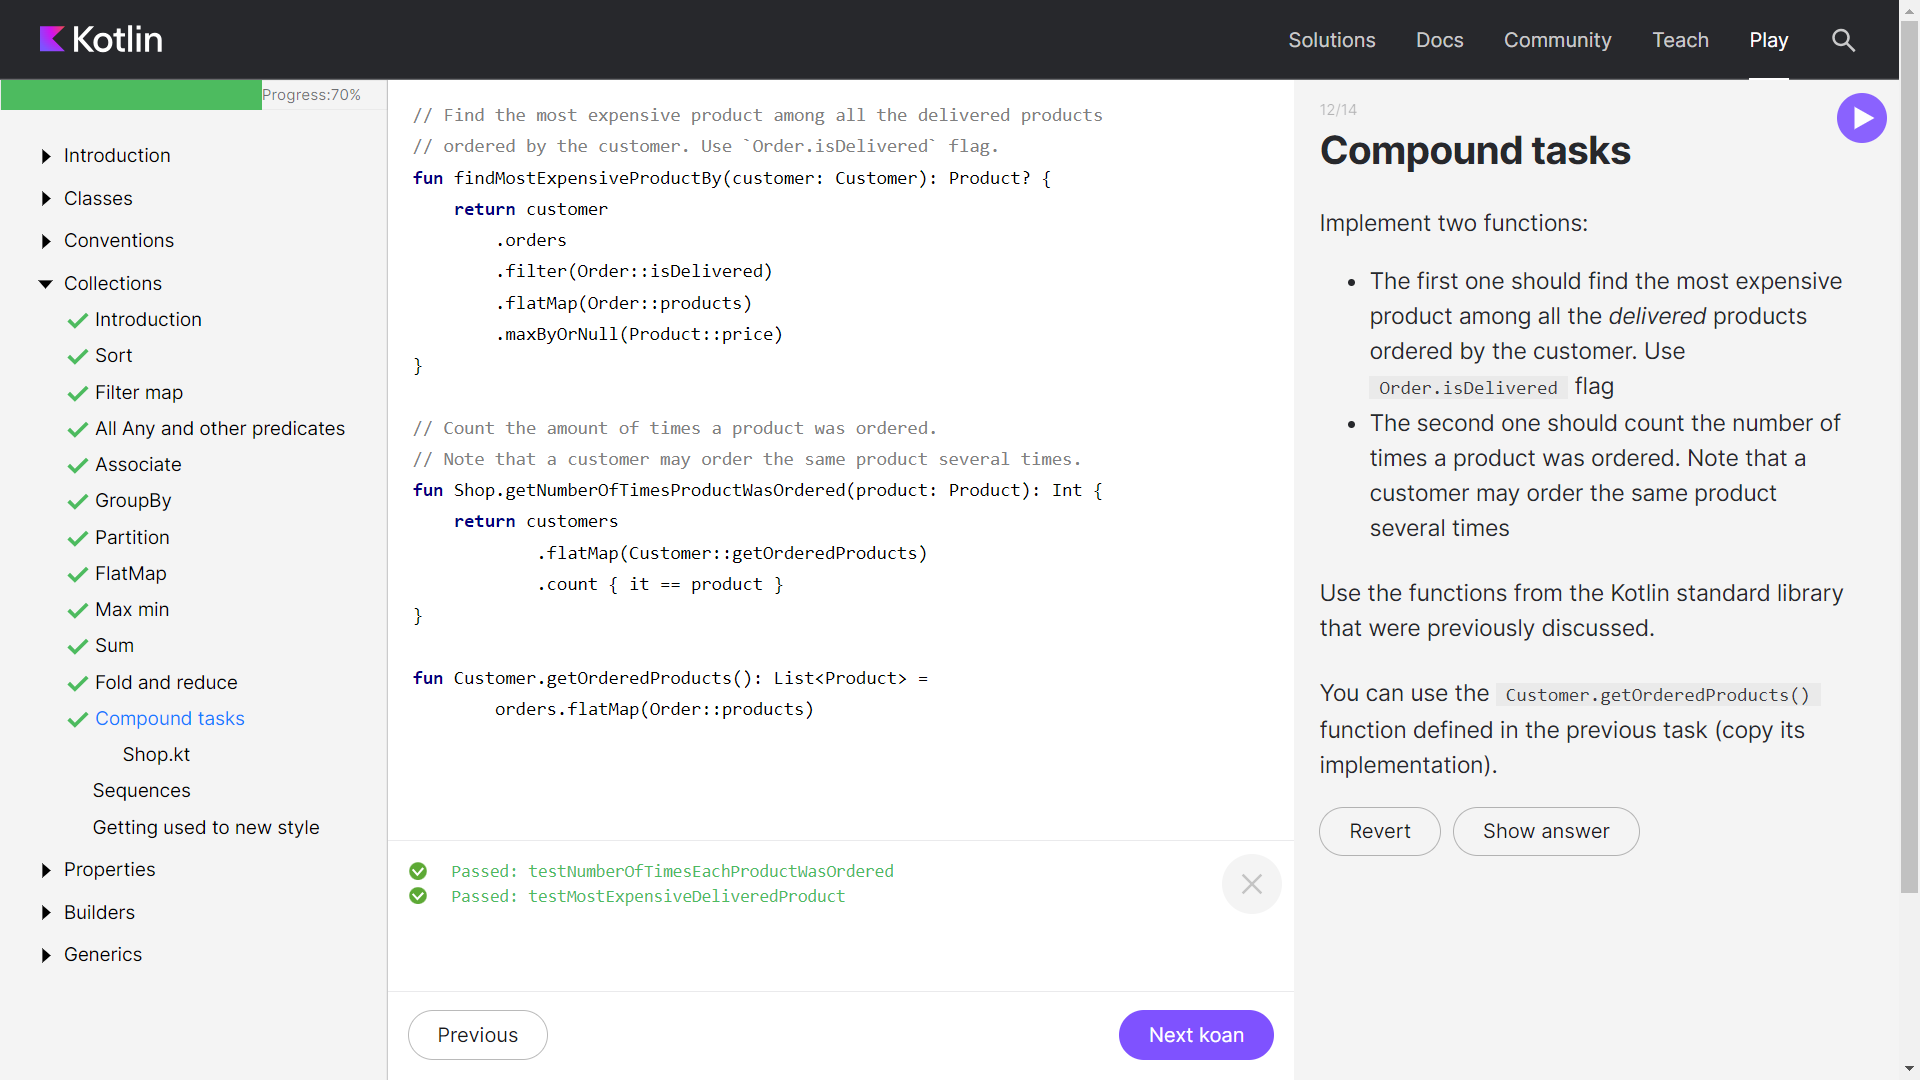 Kotlin
Solutions
Docs
Community
Teach
Play
Progress:70%
Introduction
Classes
Conventions
Collections
Introduction
Sort
Filter map
All Any and other predicates
Associate
GroupBy
Partition
FlatMap
Max min
Sum
Fold and reduce
Compound tasks
Shop.kt
Sequences
Getting used to new style
Properties
Builders
Generics
// Find the most expensive product among all the delivered products
// ordered by the customer. Use `Order.isDelivered` flag.
fun findMostExpensiveProductBy(customer: Customer): Product? {
    return customer
        .orders
        .filter(Order::isDelivered)
        .flatMap(Order::products)
        .maxByOrNull(Product::price)
}
// Count the amount of times a product was ordered.
// Note that a customer may order the same product several times.
fun Shop.getNumberOfTimesProductWasOrdered(product: Product): Int {
    return customers
            .flatMap(Customer::getOrderedProducts)
            .count { it == product }
}
fun Customer.getOrderedProducts(): List<Product> =
        orders.flatMap(Order::products)
Passed: testNumberOfTimesEachProductWasOrdered
Passed: testMostExpensiveDeliveredProduct
Previous
Next koan
12/14
Compound tasks
Implement two functions:
• The first one should find the most expensive
product among all the delivered products
ordered by the customer. Use
Order.isDelivered flag
• The second one should count the number of
times a product was ordered. Note that a
customer may order the same product
several times
Use the functions from the Kotlin standard library
that were previously discussed.
You can use the Customer.getOrderedProducts()
function defined in the previous task (copy its
implementation).
Revert
Show answer